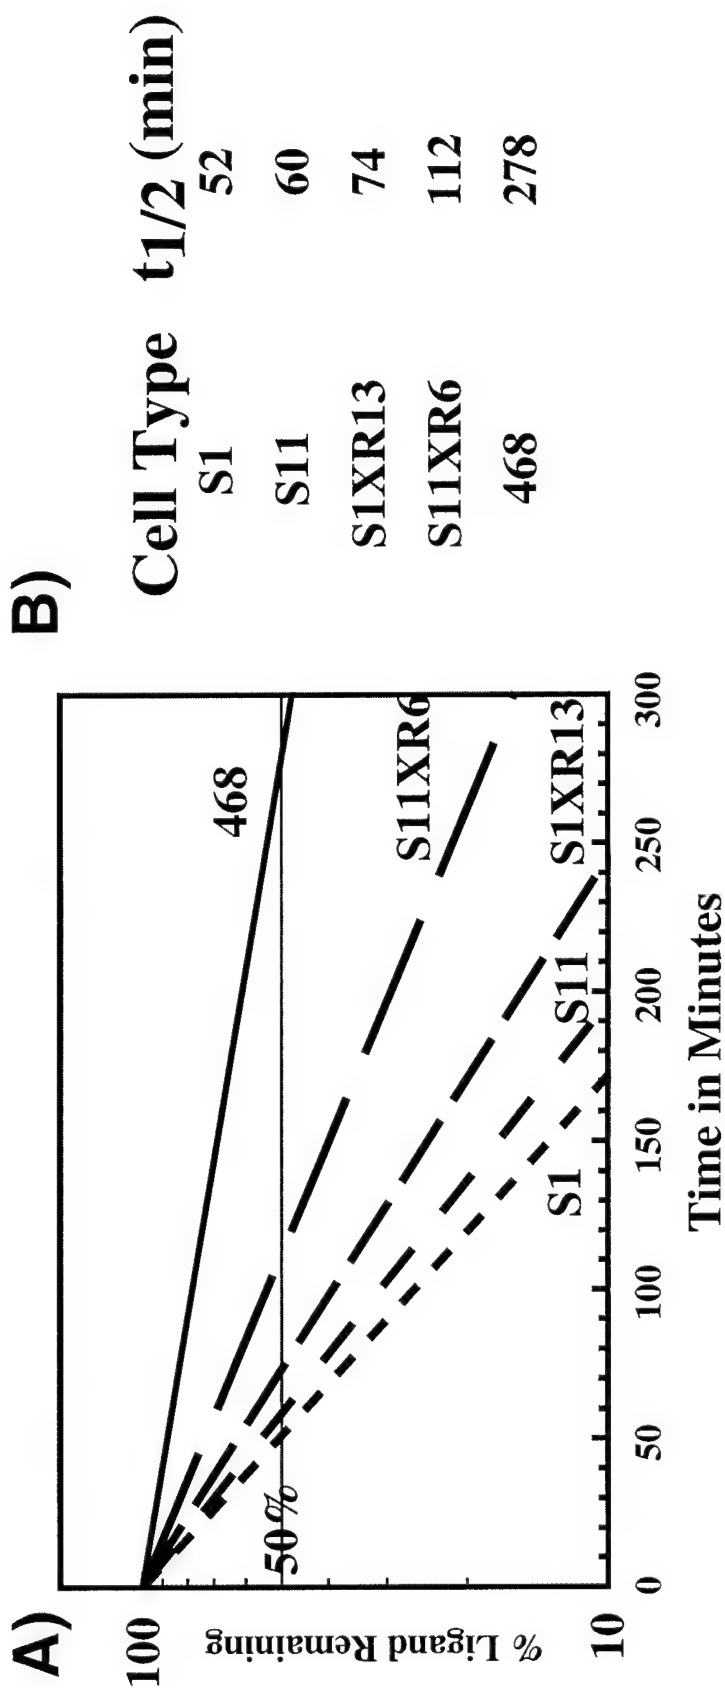 A)
100
10
% Ligand Remaining
50%
468
S11XR6
S1XR13
S11
S1
0 50 100 150 200 250 300
Time in Minutes
B)
Cell Type t1/2 (min)
S1 52
S11 60
S1XR13 74
S11XR6 112
468 278